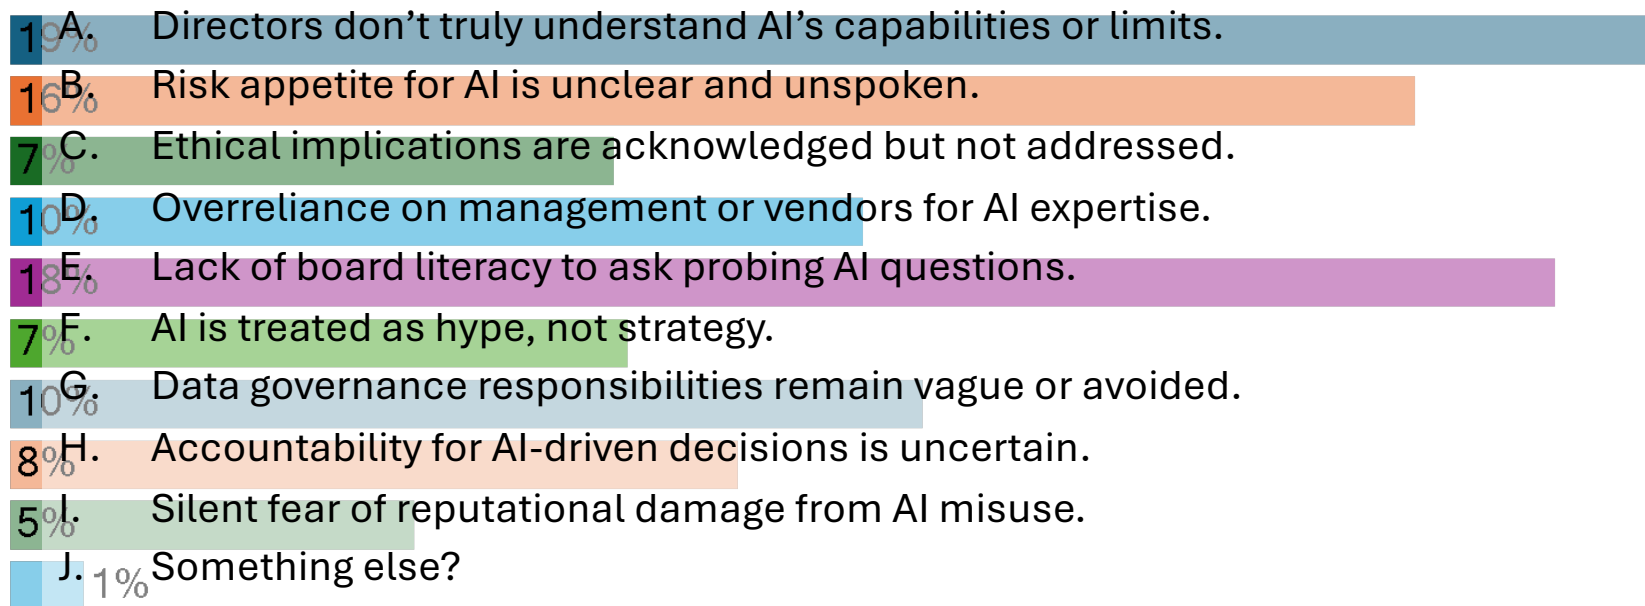 19% A. Directors don’t truly understand AI’s capabilities or limits.
16% B. Risk appetite for AI is unclear and unspoken.
7% C. Ethical implications are acknowledged but not addressed.
10% D. Overreliance on management or vendors for AI expertise.
18% E. Lack of board literacy to ask probing AI questions.
7% F. AI is treated as hype, not strategy.
10% G. Data governance responsibilities remain vague or avoided.
8% H. Accountability for AI-driven decisions is uncertain.
5% I. Silent fear of reputational damage from AI misuse.
J. 1% Something else?